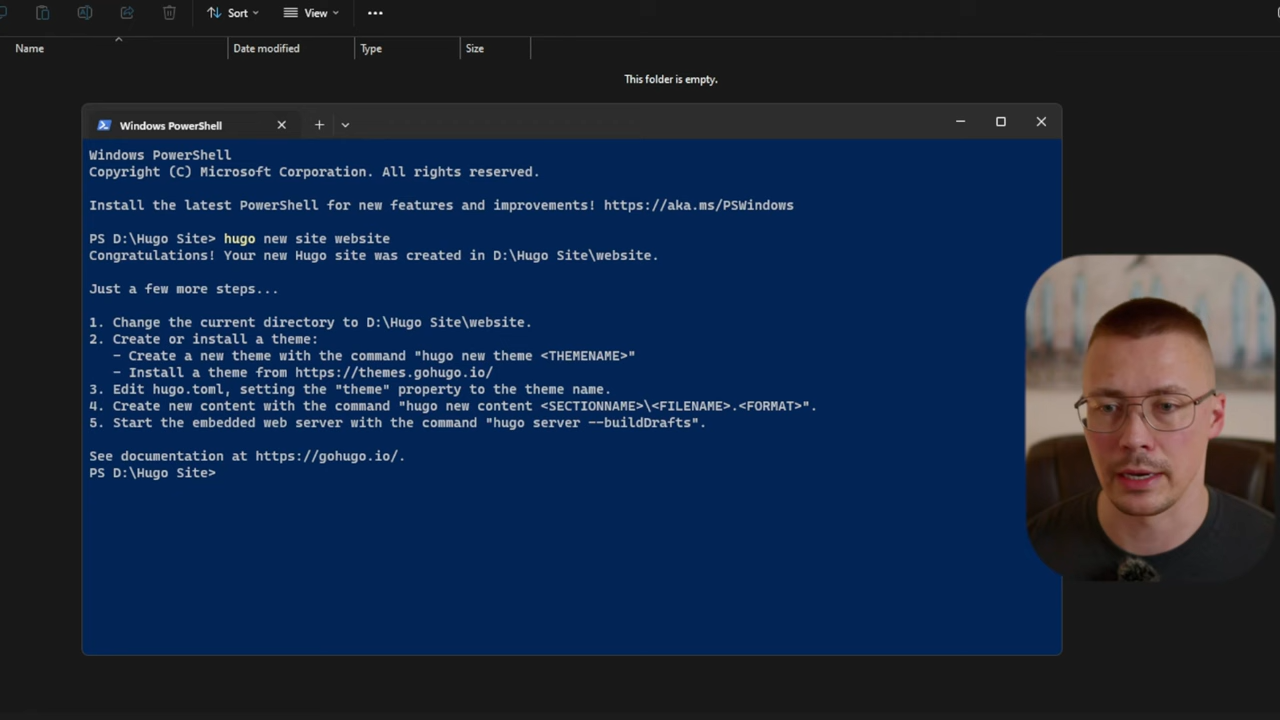 Sort
View
Name
Date modified
Type
Size
This folder is empty.
Windows PowerShell
Windows PowerShell
Copyright (C) Microsoft Corporation. All rights reserved.
Install the latest PowerShell for new features and improvements! https://aka.ms/PSWindows
PS D:\Hugo Site> hugo new site website
Congratulations! Your new Hugo site was created in D:\Hugo Site\website.
Just a few more steps...
1. Change the current directory to D:\Hugo Site\website.
2. Create or install a theme:
- Create a new theme with the command "hugo new theme <THEMENAME>"
- Install a theme from https://themes.gohugo.io/
3. Edit hugo.toml, setting the "theme" property to the theme name.
4. Create new content with the command "hugo new content <SECTIONNAME>\<FILENAME>.<FORMAT>".
5. Start the embedded web server with the command "hugo server --buildDrafts".
See documentation at https://gohugo.io/.
PS D:\Hugo Site>